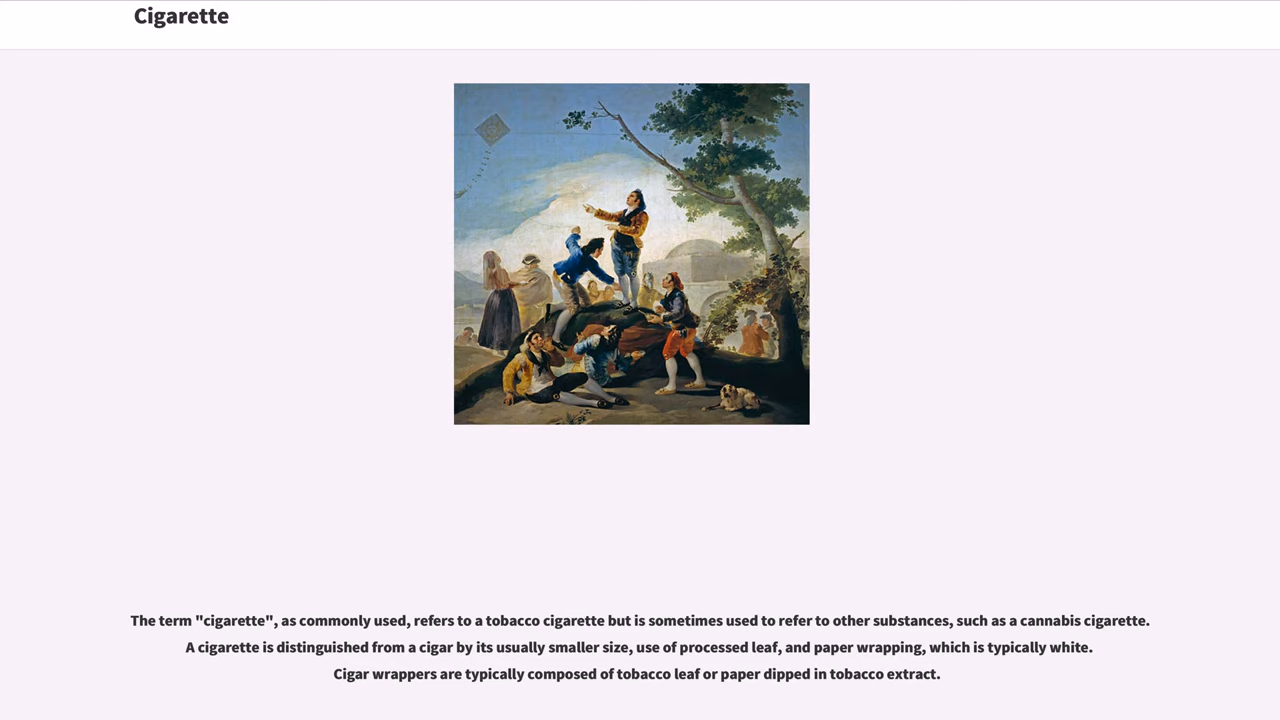 Cigarette
The term "cigarette", as commonly used, refers to a tobacco cigarette but is sometimes used to refer to other substances, such as a cannabis cigarette.
A cigarette is distinguished from a cigar by its usually smaller size, use of processed leaf, and paper wrapping, which is typically white.
Cigar wrappers are typically composed of tobacco leaf or paper dipped in tobacco extract.